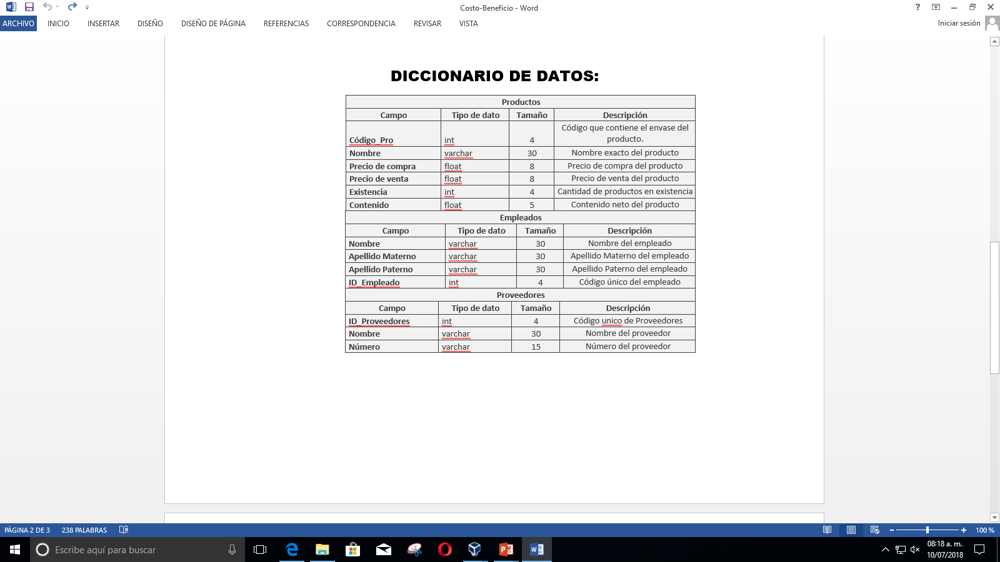 Costo-Beneficio - Word
ARCHIVO INICIO INSERTAR DISEÑO DISEÑO DE PÁGINA REFERENCIAS CORRESPONDENCIA REVISAR VISTA Iniciar sesión
DICCIONARIO DE DATOS:
Productos
Campo Tipo de dato Tamaño Descripción
Código_Pro int 4 Código que contiene el envase del
producto.
Nombre varchar 30 Nombre exacto del producto
Precio de compra float 8 Precio de compra del producto
Precio de venta float 8 Precio de venta del producto
Existencia int 4 Cantidad de productos en existencia
Contenido float 5 Contenido neto del producto
Empleados
Campo Tipo de dato Tamaño Descripción
Nombre varchar 30 Nombre del empleado
Apellido Materno varchar 30 Apellido Materno del empleado
Apellido Paterno varchar 30 Apellido Paterno del empleado
ID_Empleado int 4 Código único del empleado
Proveedores
Campo Tipo de dato Tamaño Descripción
ID_Proveedores int 4 Código unico de Proveedores
Nombre varchar 30 Nombre del proveedor
Número varchar 15 Número del proveedor
PÁGINA 2 DE 3 238 PALABRAS 100 %
Escribe aquí para buscar
08:18 a. m.
10/07/2018